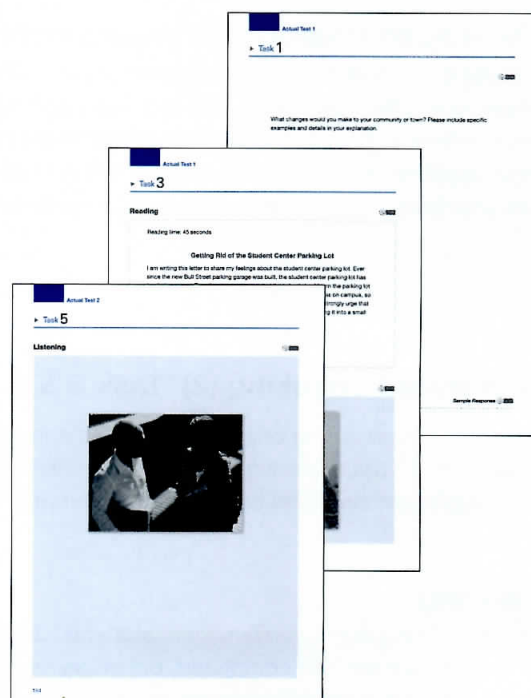 Actual Test 1
▶ Task 1
What changes would you make to your community or town? Please include specific
examples and details in your explanation.
Sample Response
Actual Test 1
▶ Task 3
Reading
Reading time: 45 seconds
Getting Rid of the Student Center Parking Lot
I am writing this letter to share my feelings about the student center parking lot. Ever
since the new Bull Street parking garage was built, the student center parking lot has
the parking lot
on campus, so
strongly urge that
it into a small
Actual Test 2
▶ Task 5
Listening